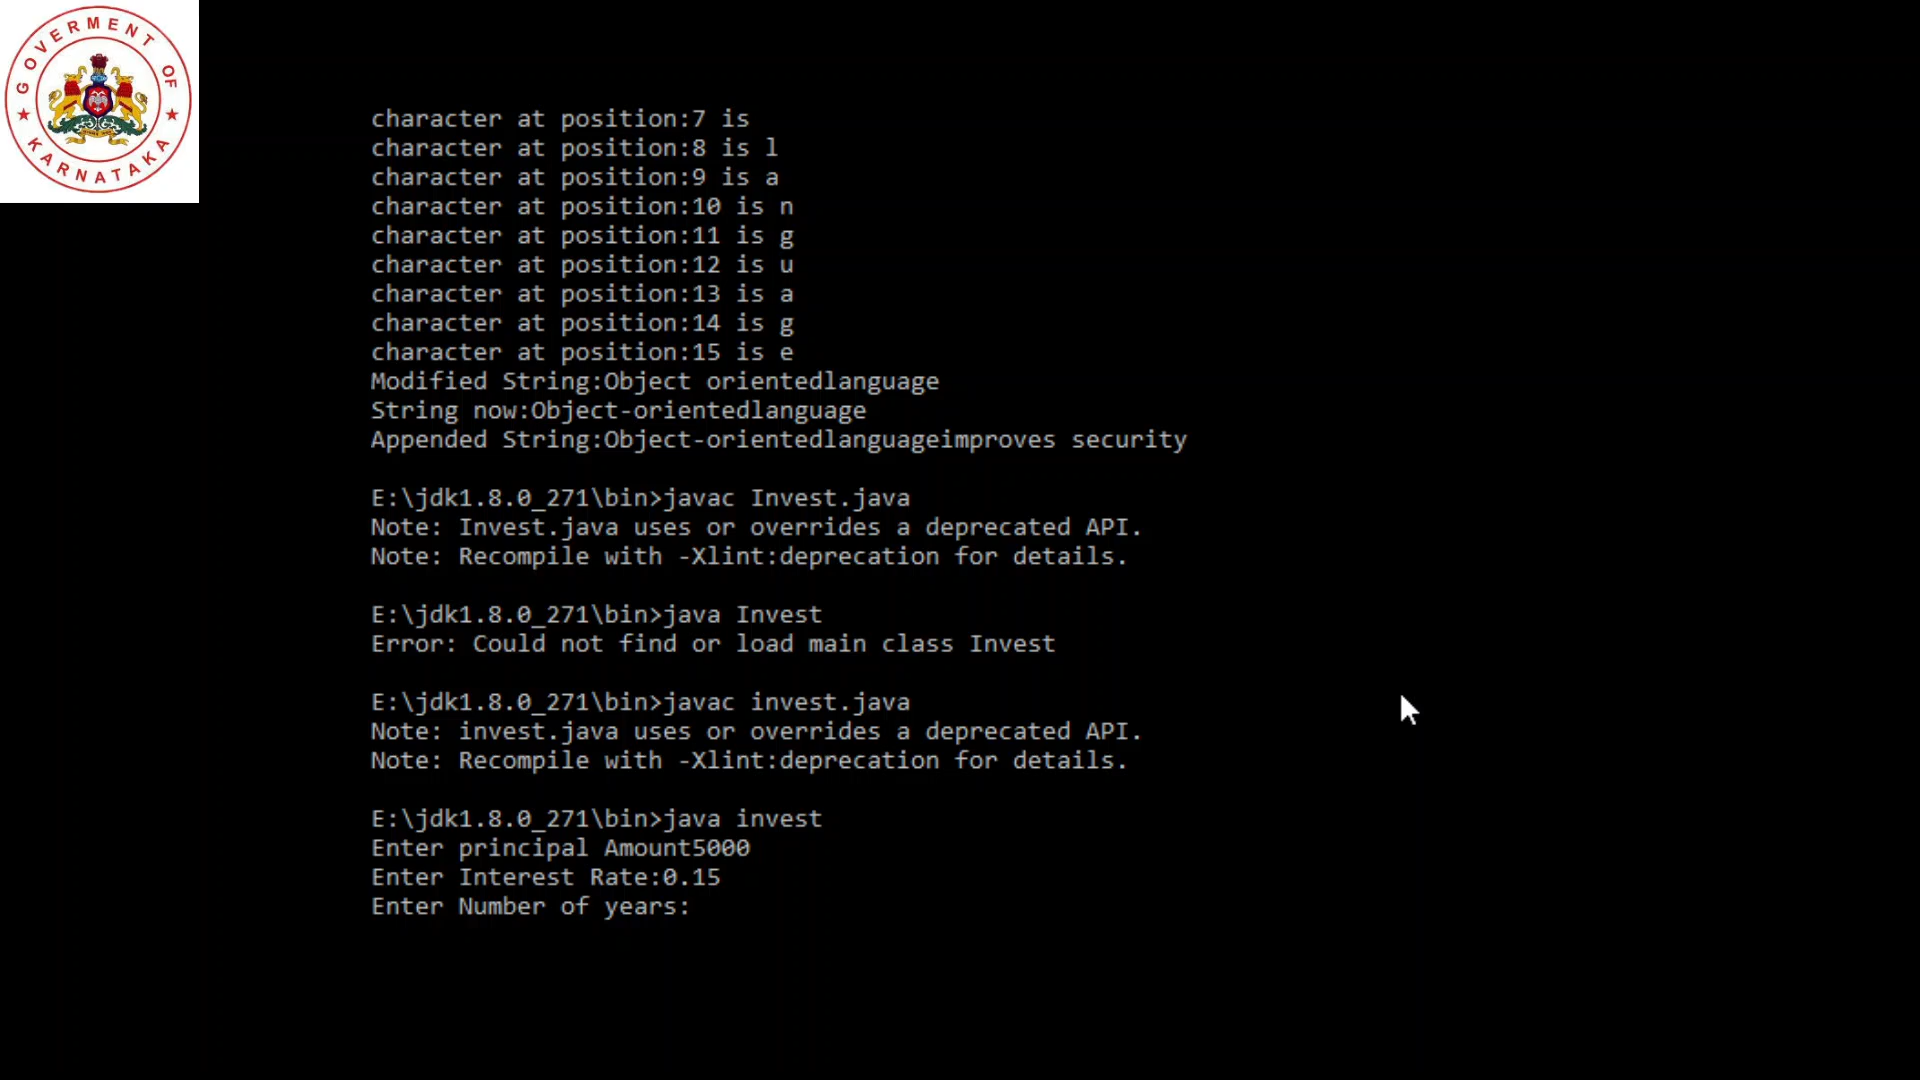 GOVERMENT OF
KARNATAKA
character at position:7 is
character at position:8 is l
character at position:9 is a
character at position:10 is n
character at position:11 is g
character at position:12 is u
character at position:13 is a
character at position:14 is g
character at position:15 is e
Modified String:Object orientedlanguage
String now:Object-orientedlanguage
Appended String:Object-orientedlanguageimproves security
E:\jdk1.8.0_271\bin>javac Invest.java
Note: Invest.java uses or overrides a deprecated API.
Note: Recompile with -Xlint:deprecation for details.
E:\jdk1.8.0_271\bin>java Invest
Error: Could not find or load main class Invest
E:\jdk1.8.0_271\bin>javac invest.java
Note: invest.java uses or overrides a deprecated API.
Note: Recompile with -Xlint:deprecation for details.
E:\jdk1.8.0_271\bin>java invest
Enter principal Amount5000
Enter Interest Rate:0.15
Enter Number of years: